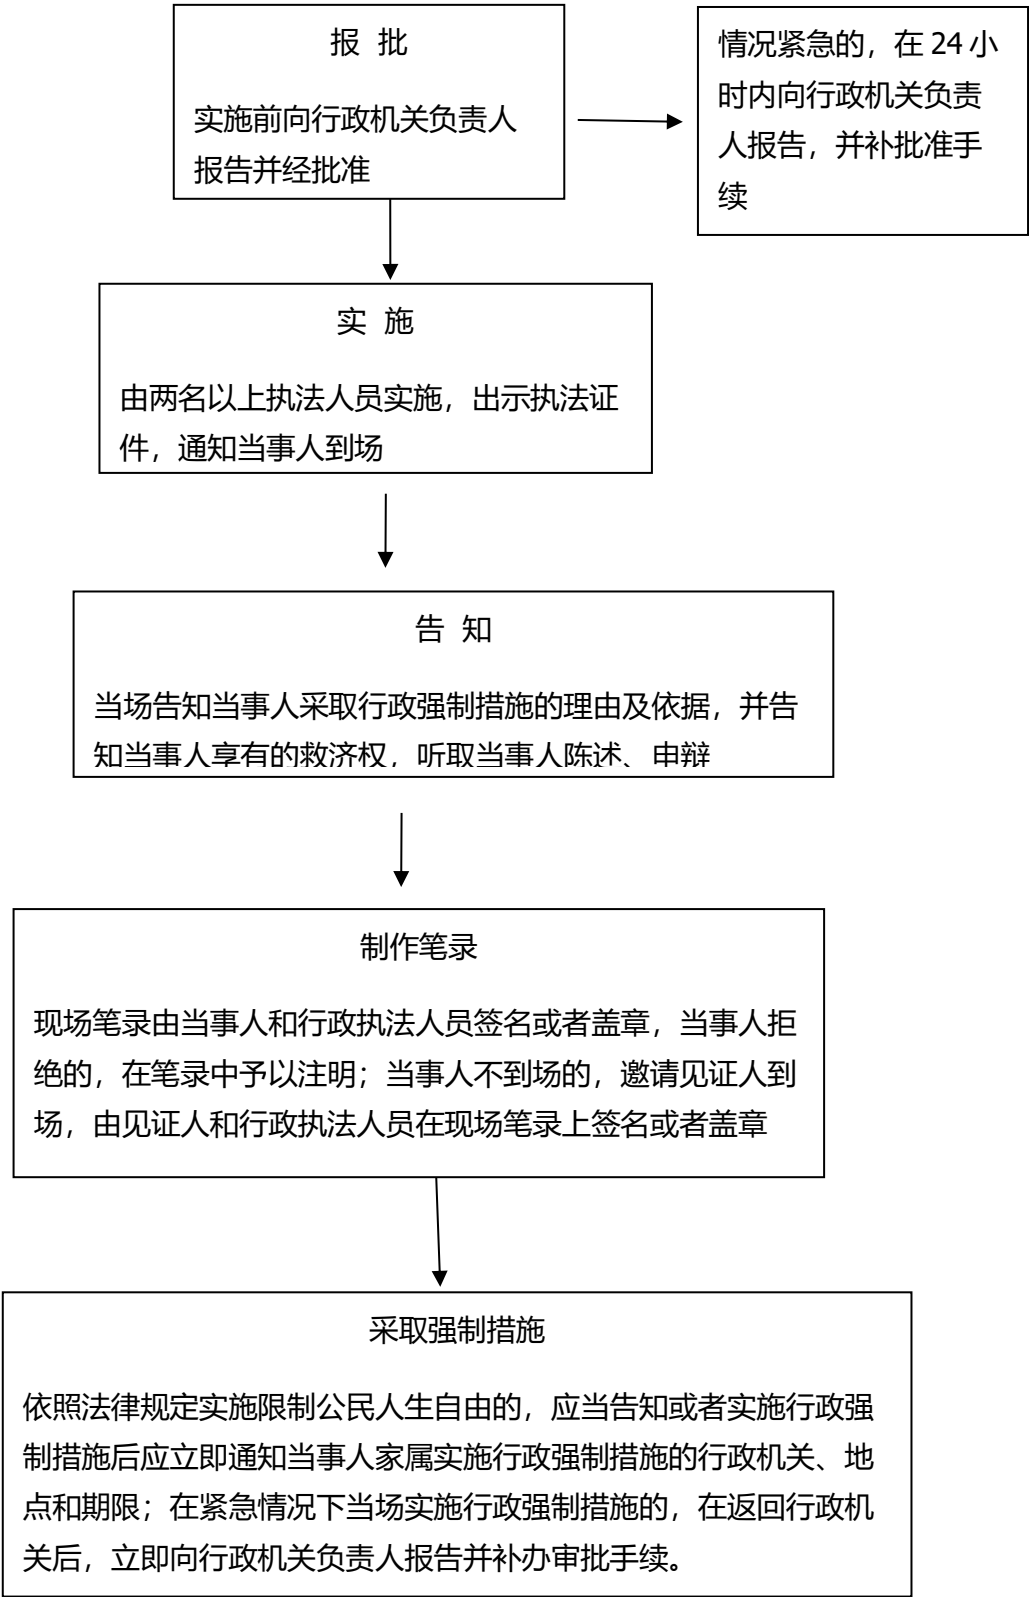 报 批
实施前向行政机关负责人
报告并经批准
情况紧急的，在 24 小
时内向行政机关负责
人报告，并补批准手
续
实 施
由两名以上执法人员实施，出示执法证
件，通知当事人到场
告 知
当场告知当事人采取行政强制措施的理由及依据，并告
知当事人享有的救济权，听取当事人陈述、申辩
制作笔录
现场笔录由当事人和行政执法人员签名或者盖章，当事人拒
绝的，在笔录中予以注明；当事人不到场的，邀请见证人到
场，由见证人和行政执法人员在现场笔录上签名或者盖章
采取强制措施
依照法律规定实施限制公民人生自由的，应当告知或者实施行政强
制措施后应立即通知当事人家属实施行政强制措施的行政机关、地
点和期限；在紧急情况下当场实施行政强制措施的，在返回行政机
关后，立即向行政机关负责人报告并补办审批手续。